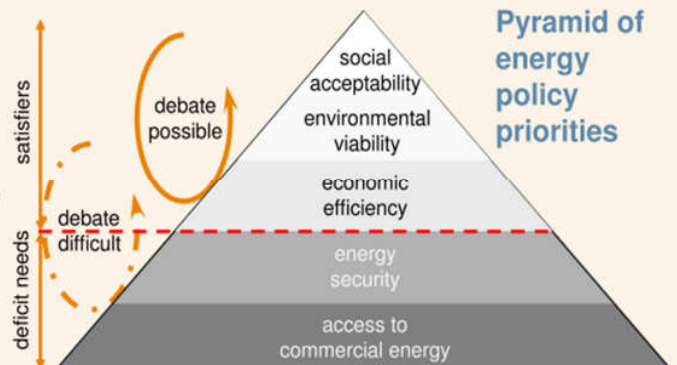 Pyramid of
energy
policy
priorities
social
acceptability
environmental
viability
economic
efficiency
energy
security
access to
commercial energy
debate
possible
debate
difficult
satisfiers
deficit needs